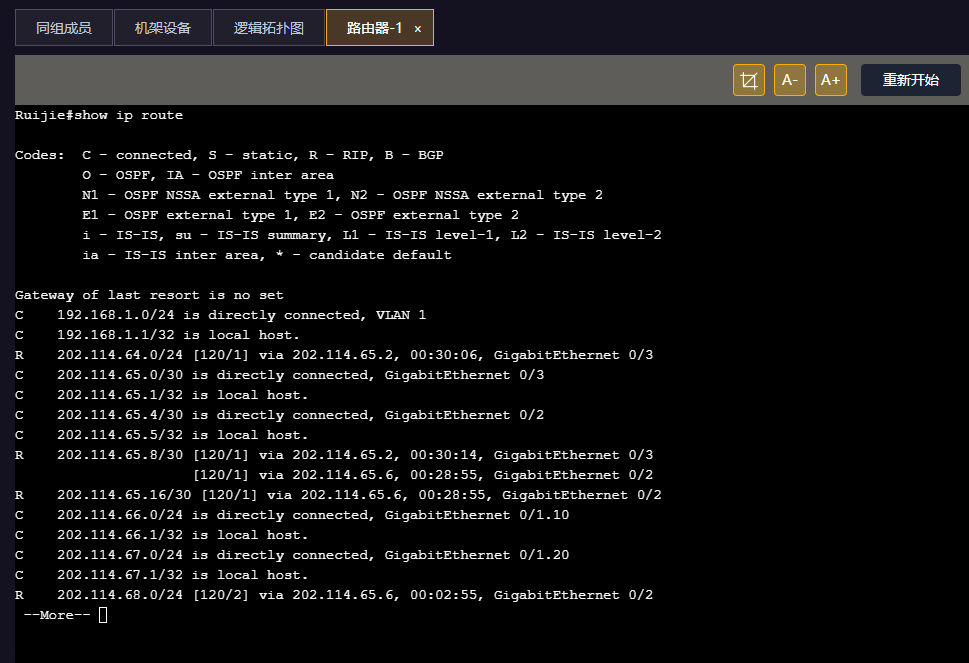 同组成员 机架设备 逻辑拓扑图 路由器-1 x
A- A+ 重新开始
Ruijie#show ip route
Codes:  C - connected, S - static, R - RIP, B - BGP
        O - OSPF, IA - OSPF inter area
        N1 - OSPF NSSA external type 1, N2 - OSPF NSSA external type 2
        E1 - OSPF external type 1, E2 - OSPF external type 2
        i - IS-IS, su - IS-IS summary, L1 - IS-IS level-1, L2 - IS-IS level-2
        ia - IS-IS inter area, * - candidate default
Gateway of last resort is no set
C    192.168.1.0/24 is directly connected, VLAN 1
C    192.168.1.1/32 is local host.
R    202.114.64.0/24 [120/1] via 202.114.65.2, 00:30:06, GigabitEthernet 0/3
C    202.114.65.0/30 is directly connected, GigabitEthernet 0/3
C    202.114.65.1/32 is local host.
C    202.114.65.4/30 is directly connected, GigabitEthernet 0/2
C    202.114.65.5/32 is local host.
R    202.114.65.8/30 [120/1] via 202.114.65.2, 00:30:14, GigabitEthernet 0/3
                     [120/1] via 202.114.65.6, 00:28:55, GigabitEthernet 0/2
R    202.114.65.16/30 [120/1] via 202.114.65.6, 00:28:55, GigabitEthernet 0/2
C    202.114.66.0/24 is directly connected, GigabitEthernet 0/1.10
C    202.114.66.1/32 is local host.
C    202.114.67.0/24 is directly connected, GigabitEthernet 0/1.20
C    202.114.67.1/32 is local host.
R    202.114.68.0/24 [120/2] via 202.114.65.6, 00:02:55, GigabitEthernet 0/2
 --More--